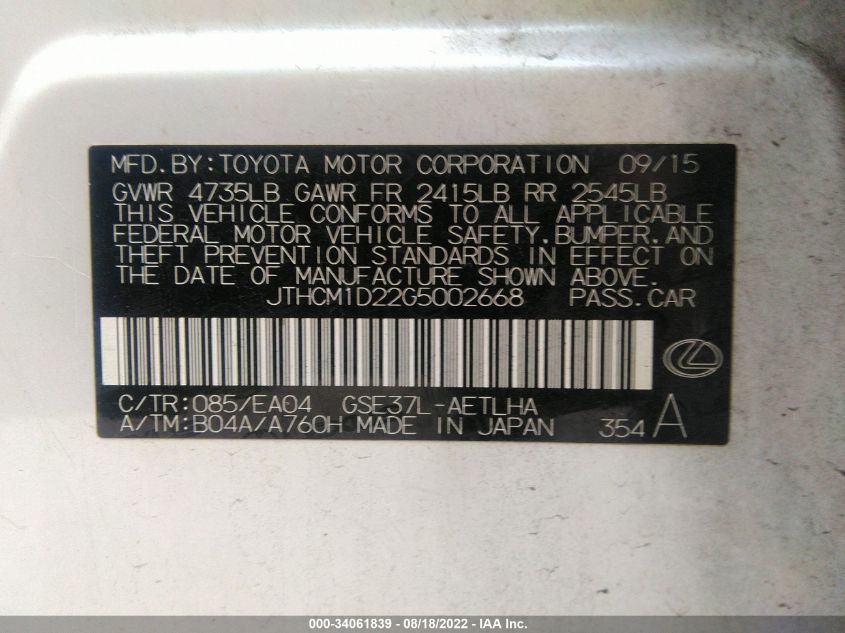 MFD.BY:TOYOTA MOTOR CORPORATION 09/15
GVWR 4735LB GAWR FR 2415LB RR 2545LB
THIS VEHICLE CONFORMS TO ALL APPLICABLE
FEDERAL MOTOR VEHICLE SAFETY,BUMPER,AND
THEFT PREVENTION STANDARDS IN EFFECT ON
THE DATE OF MANUFACTURE SHOWN ABOVE.
JTHCM1D22G5002668 PASS.CAR
C/TR:085/EA04 GSE37L-AETLHA
A/TM:B04A/A760H MADE IN JAPAN 354 A
000-34061839 - 08/18/2022 - IAA Inc.